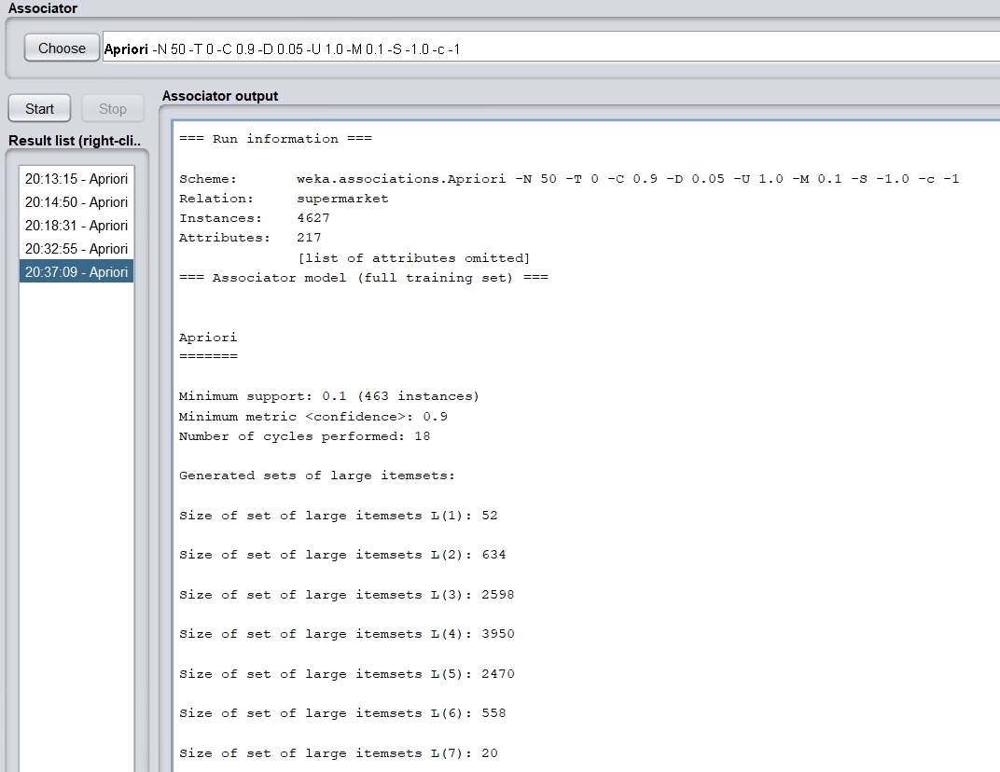 Associator
Choose
Apriori -N 50 -T 0 -C 0.9 -D 0.05 -U 1.0 -M 0.1 -S -1.0 -c -1
Start
Stop
Result list (right-cli..
20:13:15 - Apriori
20:14:50 - Apriori
20:18:31 - Apriori
20:32:55 - Apriori
20:37:09 - Apriori
Associator output
=== Run information ===
Scheme: weka.associations.Apriori -N 50 -T 0 -C 0.9 -D 0.05 -U 1.0 -M 0.1 -S -1.0 -c -1
Relation: supermarket
Instances: 4627
Attributes: 217
[list of attributes omitted]
=== Associator model (full training set) ===
Apriori
=======
Minimum support: 0.1 (463 instances)
Minimum metric <confidence>: 0.9
Number of cycles performed: 18
Generated sets of large itemsets:
Size of set of large itemsets L(1): 52
Size of set of large itemsets L(2): 634
Size of set of large itemsets L(3): 2598
Size of set of large itemsets L(4): 3950
Size of set of large itemsets L(5): 2470
Size of set of large itemsets L(6): 558
Size of set of large itemsets L(7): 20